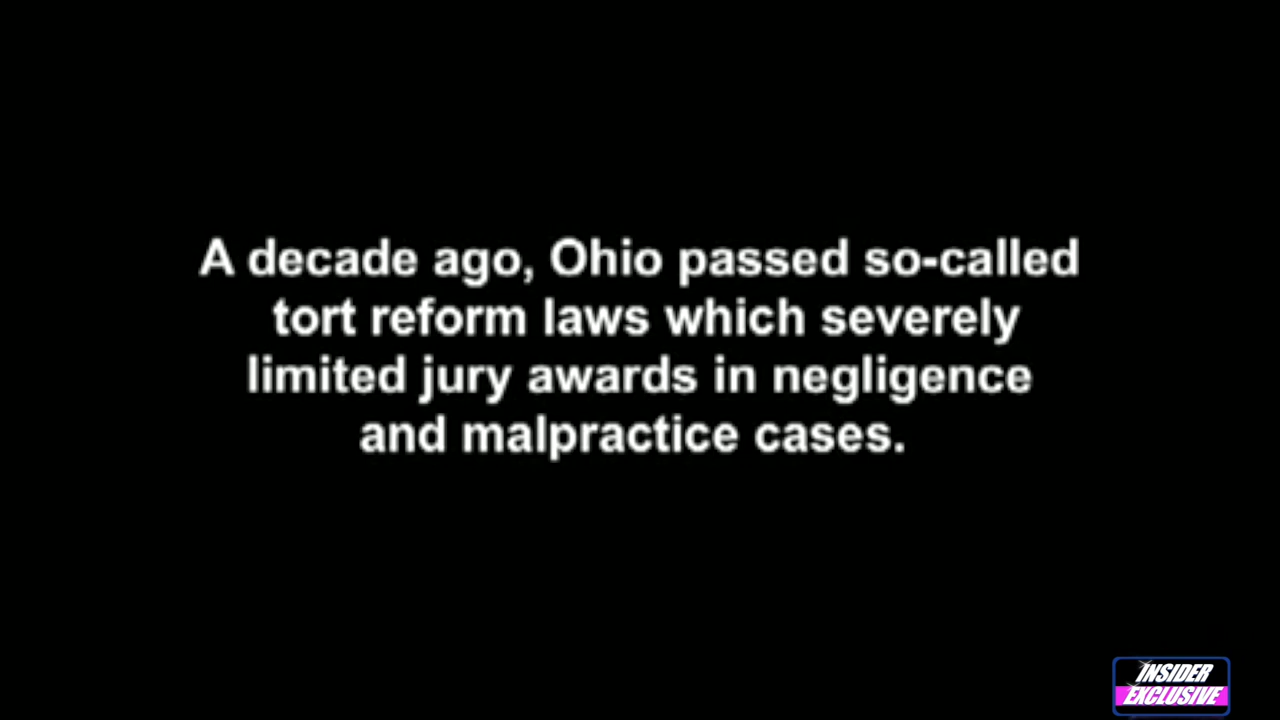 A decade ago, Ohio passed so-called
tort reform laws which severely
limited jury awards in negligence
and malpractice cases.
INSIDER
EXCLUSIVE